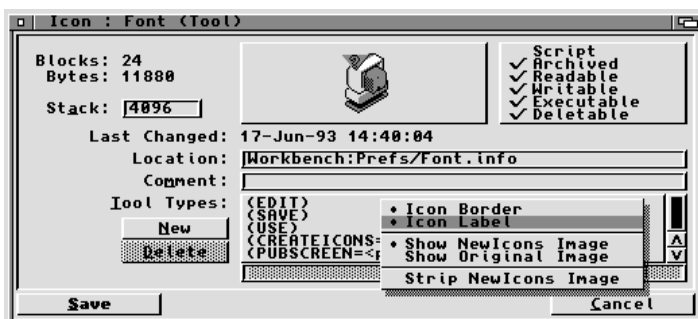 Icon : Font (Tool)
Blocks: 24
Bytes: 11880
Stack: 4096
Script
Archived
Readable
Writable
Executable
Deletable
Last Changed: 17-Jun-93 14:40:04
Location: Workbench:Prefs/Font.info
Comment:
Tool Types:
(EDIT)
(SAVE)
(USE)
(CREATEICONS=
(PUBSCREEN=<p
New
Delete
Icon Border
Icon Label
Show NewIcons Image
Show Original Image
Strip NewIcons Image
Save
Cancel